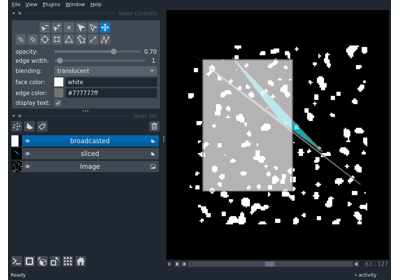 File View Plugins Window Help
layer controls
opacity: 0.70
edge width: 1
blending: translucent
face color: white
edge color: #777777ff
display text:
layer list
broadcasted
sliced
Image
63 127
Ready
activity